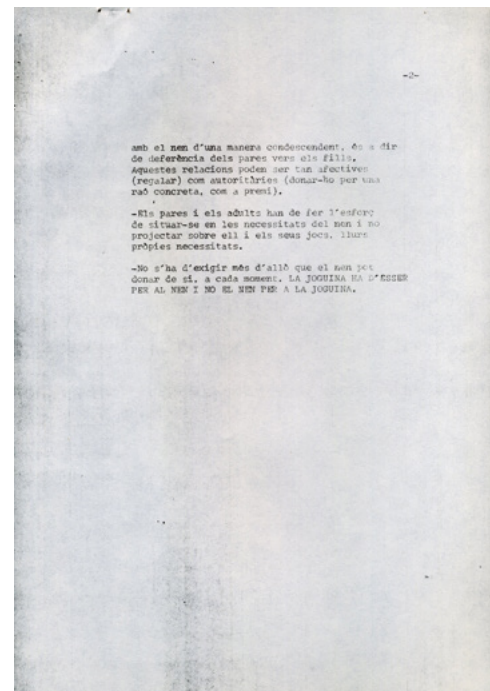 -2-
amb el nen d'una manera condescendent, és a dir
de deferència dels pares vers els fills.
Aquestes relacions poden ser tan afectives
(regalar) com autoritàries (donar-ho per una
raó concreta, com a premi).
-Els pares i els adults han de fer l'esforç
de situar-se en les necessitats del nen i no
projectar sobre ell i els seus jocs, llurs
pròpies necessitats.
-No s'ha d'exigir més d'allò que el nen pot
donar de si, a cada moment. LA JOGUINA HA D'ESSER
PER AL NEN I NO EL NEN PER A LA JOGUINA.